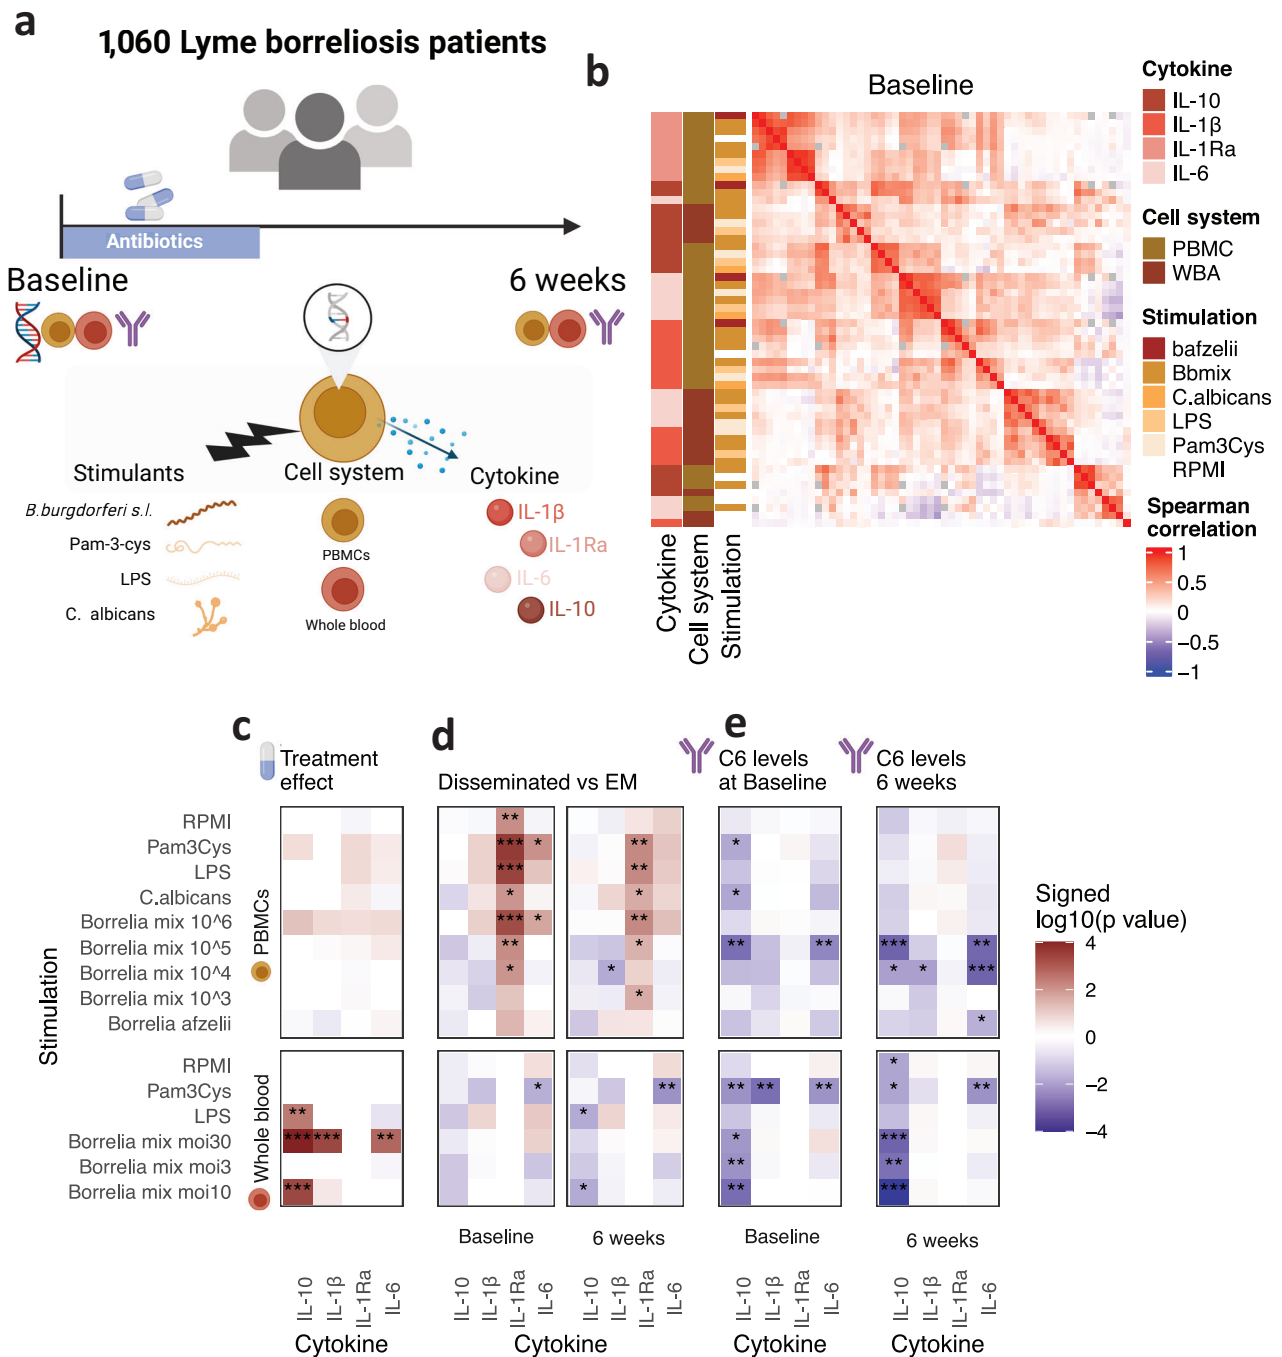 a
1,060 Lyme borreliosis patients
Antibiotics
Baseline
6 weeks
Stimulants
Cell system
Cytokine
B.burgdorferi s.l.
Pam-3-cys
LPS
C. albicans
PBMCs
Whole blood
IL-1β
IL-1Ra
IL-6
IL-10
b
Baseline
Cytokine
Cell system
Stimulation
Cytokine
IL-10
IL-1β
IL-1Ra
IL-6
Cell system
PBMC
WBA
Stimulation
bafzelii
Bbmix
C.albicans
LPS
Pam3Cys
RPMI
Spearman
correlation
1
0.5
0
−0.5
−1
c
Treatment
effect
d
Disseminated vs EM
e
C6 levels
at Baseline
C6 levels
6 weeks
Stimulation
PBMCs
RPMI **
Pam3Cys *** * ** *
LPS *** **
C.albicans * * *
Borrelia mix 10^6 *** * **
Borrelia mix 10^5 ** * ** ** *** **
Borrelia mix 10^4 * * * * ***
Borrelia mix 10^3 *
Borrelia afzelii *
Whole blood
RPMI *
Pam3Cys * ** ** ** ** * **
LPS ** *
Borrelia mix moi30 *** *** ** * ***
Borrelia mix moi3 ** **
Borrelia mix moi10 *** * ** ***
Baseline
6 weeks
Baseline
6 weeks
IL-10
IL-1β
IL-1Ra
IL-6
IL-10
IL-1β
IL-1Ra
IL-6
IL-10
IL-1β
IL-1Ra
IL-6
IL-10
IL-1β
IL-1Ra
IL-6
IL-10
IL-1β
IL-1Ra
IL-6
Cytokine
Cytokine
Cytokine
Cytokine
Signed
log10(p value)
4
2
0
−2
−4